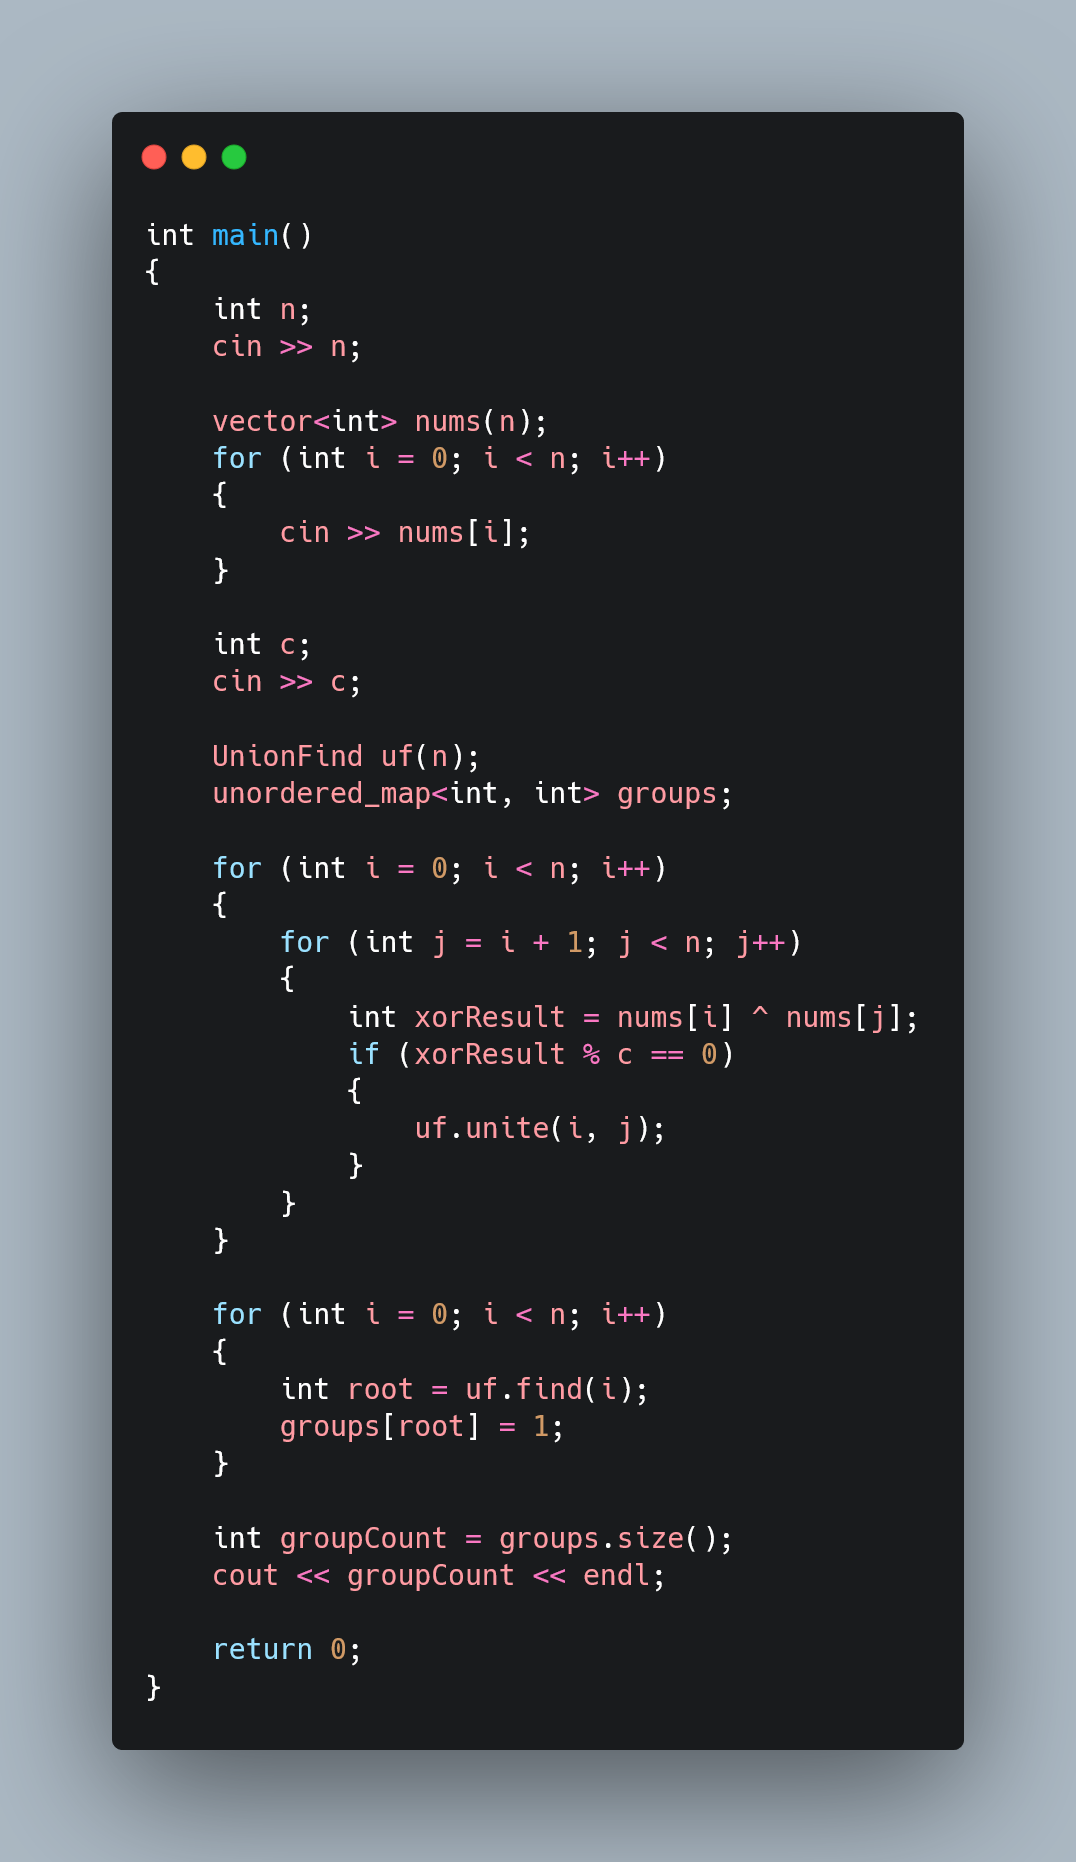 int main()
{
    int n;
    cin >> n;

    vector<int> nums(n);
    for (int i = 0; i < n; i++)
    {
        cin >> nums[i];
    }

    int c;
    cin >> c;

    UnionFind uf(n);
    unordered_map<int, int> groups;

    for (int i = 0; i < n; i++)
    {
        for (int j = i + 1; j < n; j++)
        {
            int xorResult = nums[i] ^ nums[j];
            if (xorResult % c == 0)
            {
                uf.unite(i, j);
            }
        }
    }

    for (int i = 0; i < n; i++)
    {
        int root = uf.find(i);
        groups[root] = 1;
    }

    int groupCount = groups.size();
    cout << groupCount << endl;

    return 0;
}